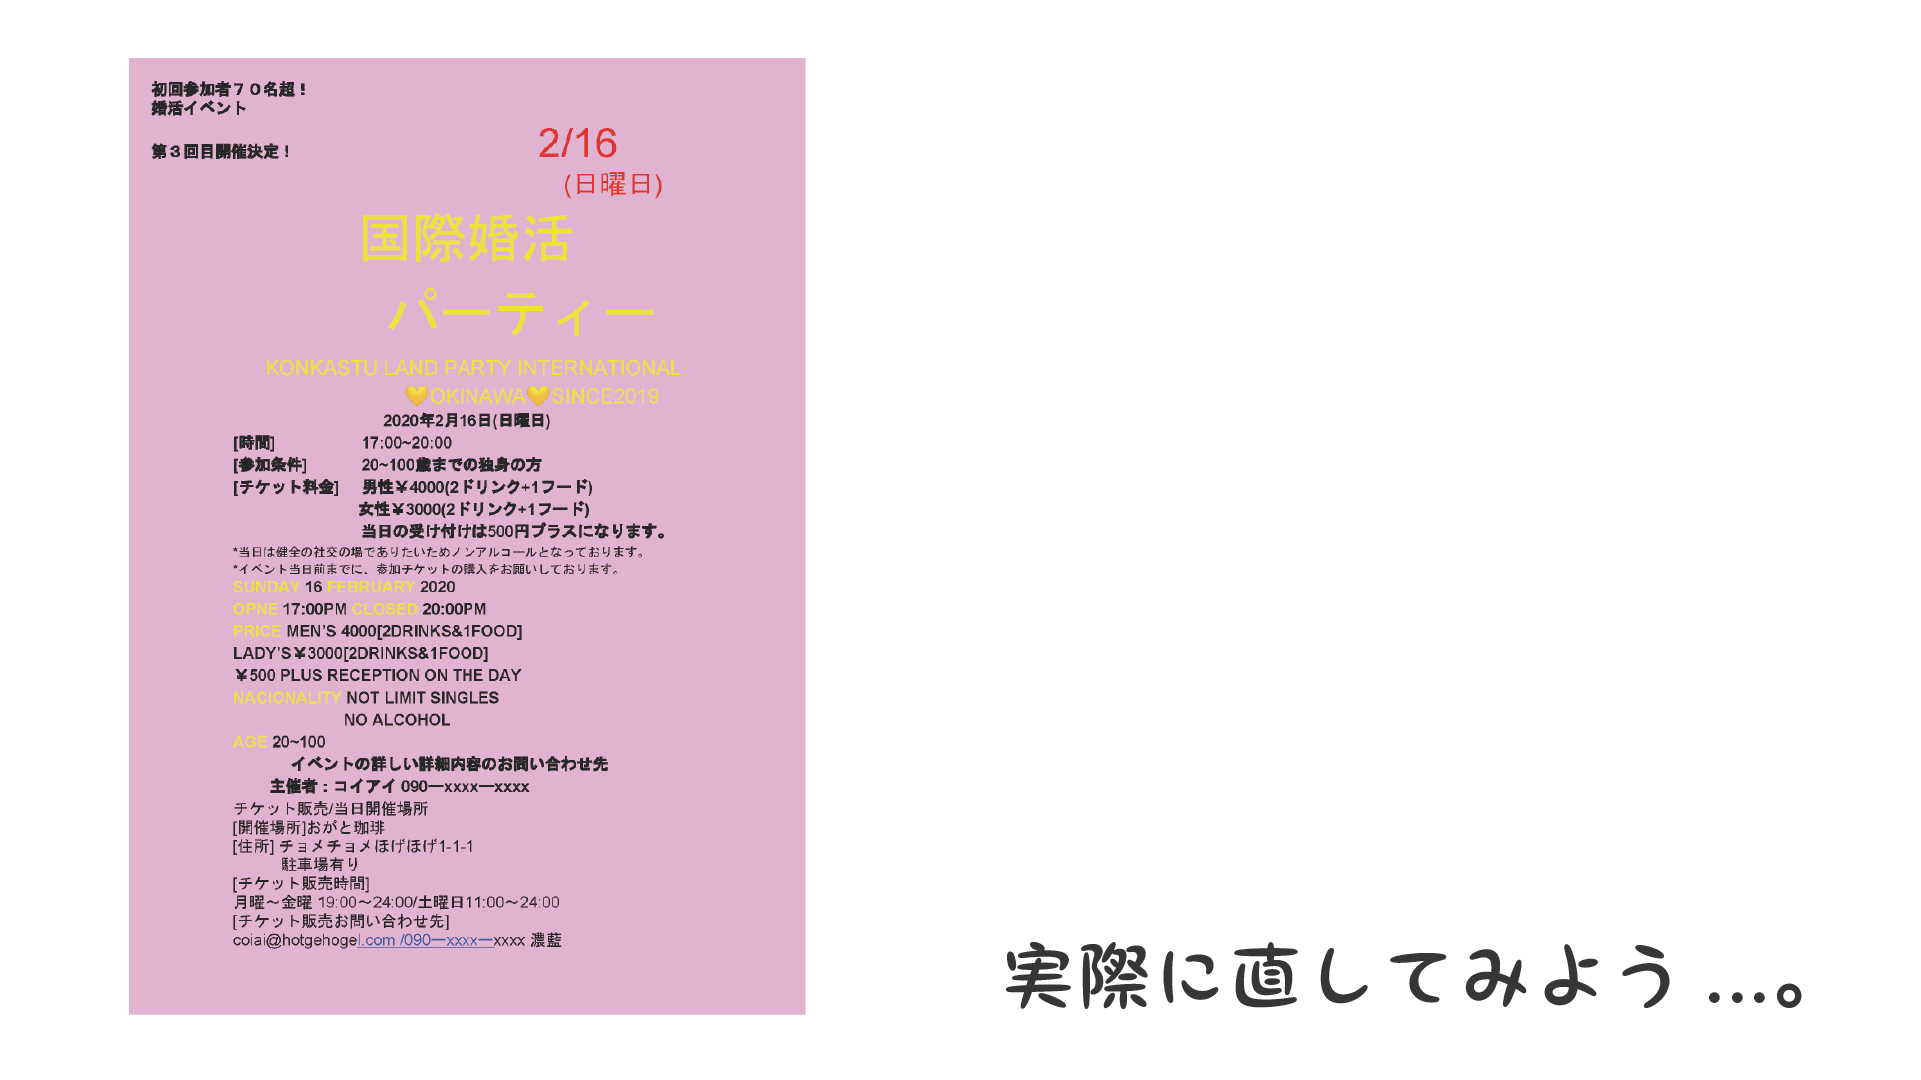 初回参加者７０名超！
婚活イベント
第３回目開催決定！
2/16
(日曜日)
国際婚活
パーティー
KONKASTU LAND PARTY INTERNATIONAL
💛OKINAWA💛SINCE2019
2020年2月16日(日曜日)
[時間] 17:00~20:00
[参加条件] 20~100歳までの独身の方
[チケット料金] 男性￥4000(2ドリンク+1フード)
女性￥3000(2ドリンク+1フード)
当日の受け付けは500円プラスになります。
*当日は健全の社交の場でありたいためノンアルコールとなっております。
*イベント当日前までに、参加チケットの購入をお願いしております。
SUNDAY 16 FEBRUARY 2020
OPNE 17:00PM CLOSED 20:00PM
PRICE MEN’S 4000[2DRINKS&1FOOD]
LADY’S￥3000[2DRINKS&1FOOD]
￥500 PLUS RECEPTION ON THE DAY
NACIONALITY NOT LIMIT SINGLES
NO ALCOHOL
AGE 20~100
イベントの詳しい詳細内容のお問い合わせ先
主催者：コイアイ 090ーxxxxーxxxx
チケット販売/当日開催場所
[開催場所]おがと珈琲
[住所] チョメチョメほげほげ1-1-1
駐車場有り
[チケット販売時間]
月曜〜金曜 19:00〜24:00/土曜日11:00〜24:00
[チケット販売お問い合わせ先]
coiai@hotgehogel.com /090ーxxxxーxxxx 濃藍
実際に直してみよう …。